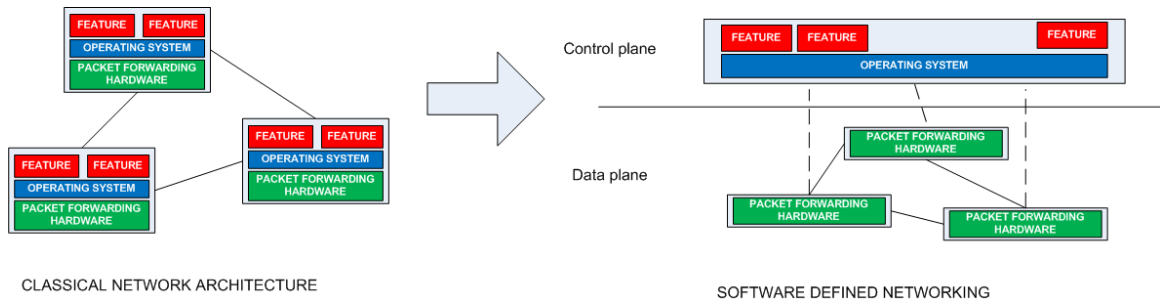 FEATURE FEATURE
OPERATING SYSTEM
PACKET FORWARDING
HARDWARE
FEATURE FEATURE
OPERATING SYSTEM
PACKET FORWARDING
HARDWARE
FEATURE FEATURE
OPERATING SYSTEM
PACKET FORWARDING
HARDWARE
CLASSICAL NETWORK ARCHITECTURE
Control plane
FEATURE FEATURE FEATURE
OPERATING SYSTEM
Data plane
PACKET FORWARDING
HARDWARE
PACKET FORWARDING
HARDWARE
PACKET FORWARDING
HARDWARE
SOFTWARE DEFINED NETWORKING